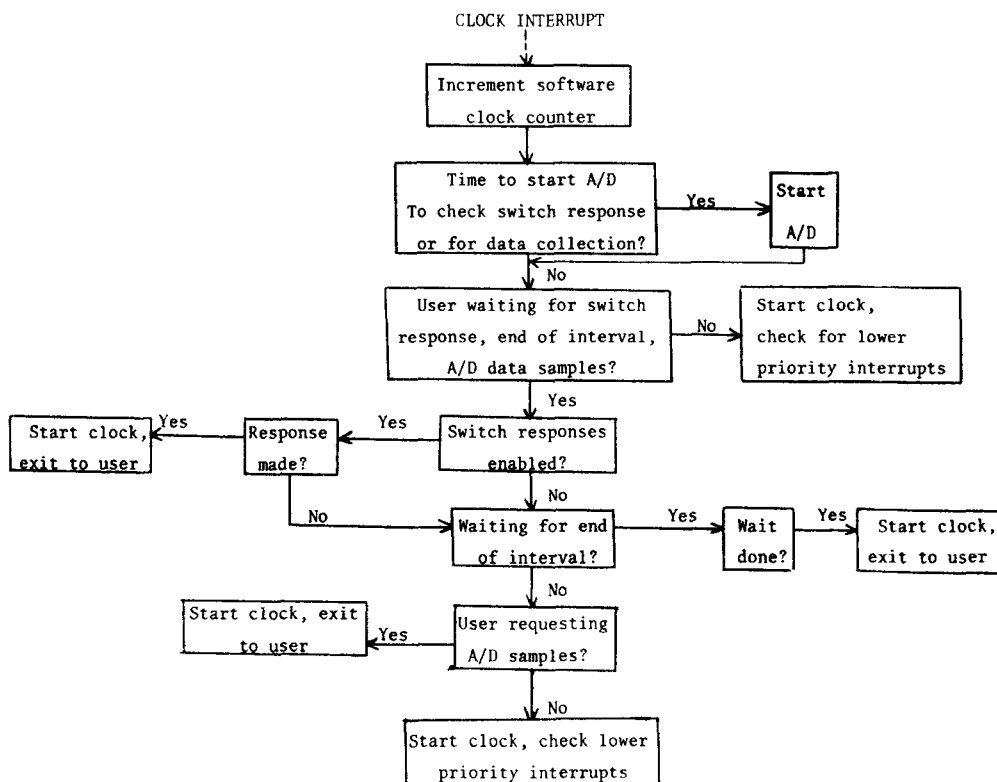 CLOCK INTERRUPT
Increment software
clock counter
Time to start A/D
To check switch response
or for data collection?
Yes
Start
A/D
No
User waiting for switch
response, end of interval,
A/D data samples?
No
Start clock,
check for lower
priority interrupts
Yes
Switch responses
enabled?
Yes
Response
made?
Yes
Start clock,
exit to user
No
No
Waiting for end
of interval?
Yes
Wait
done?
Yes
Start clock,
exit to user
No
User requesting
A/D samples?
Yes
Start clock, exit
to user
No
Start clock, check lower
priority interrupts